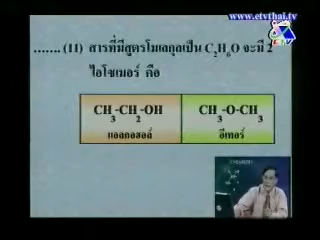 www.etvthai.tv
ETV
....... (11) สารที่มีสูตรโมเลกุลเป็น C₂H₆O จะมี 2
ไอโซเมอร์ คือ
CH₃-CH₂-OH
แอลกอฮอล์
CH₃-O-CH₃
อีเทอร์